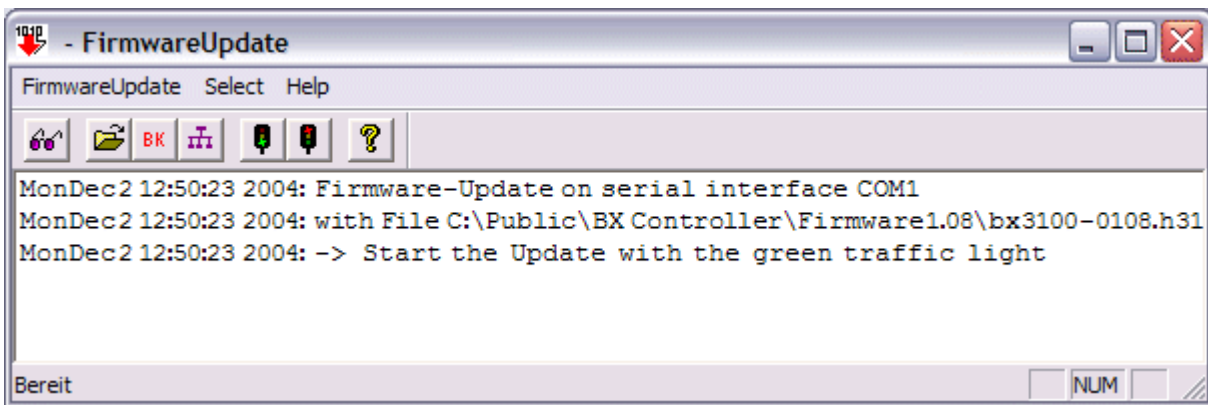 1010
- FirmwareUpdate
FirmwareUpdate Select Help
BK ?
MonDec2 12:50:23 2004: Firmware-Update on serial interface COM1
MonDec2 12:50:23 2004: with File C:\Public\BX Controller\Firmware1.08\bx3100-0108.h31
MonDec2 12:50:23 2004: -> Start the Update with the green traffic light
Bereit NUM